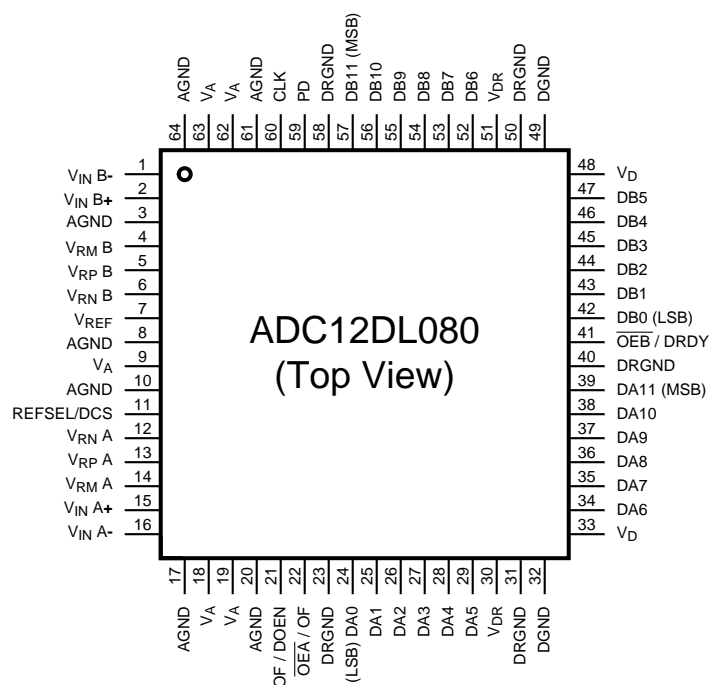 AGND
VA
VA
AGND
CLK
PD
DRGND
DB11 (MSB)
DB10
DB9
DB8
DB7
DB6
VDR
DRGND
DGND
64
63
62
61
60
59
58
57
56
55
54
53
52
51
50
49
VIN B- 1
VIN B+ 2
AGND 3
VRM B 4
VRP B 5
VRN B 6
VREF 7
AGND 8
VA 9
AGND 10
REFSEL/DCS 11
VRN A 12
VRP A 13
VRM A 14
VIN A+ 15
VIN A- 16
ADC12DL080
(Top View)
48 VD
47 DB5
46 DB4
45 DB3
44 DB2
43 DB1
42 DB0 (LSB)
41 OEB / DRDY
40 DRGND
39 DA11 (MSB)
38 DA10
37 DA9
36 DA8
35 DA7
34 DA6
33 VD
17
18
19
20
21
22
23
24
25
26
27
28
29
30
31
32
AGND
VA
VA
AGND
OF / DOEN
OEA / OF
DRGND
(LSB) DA0
DA1
DA2
DA3
DA4
DA5
VDR
DRGND
DGND